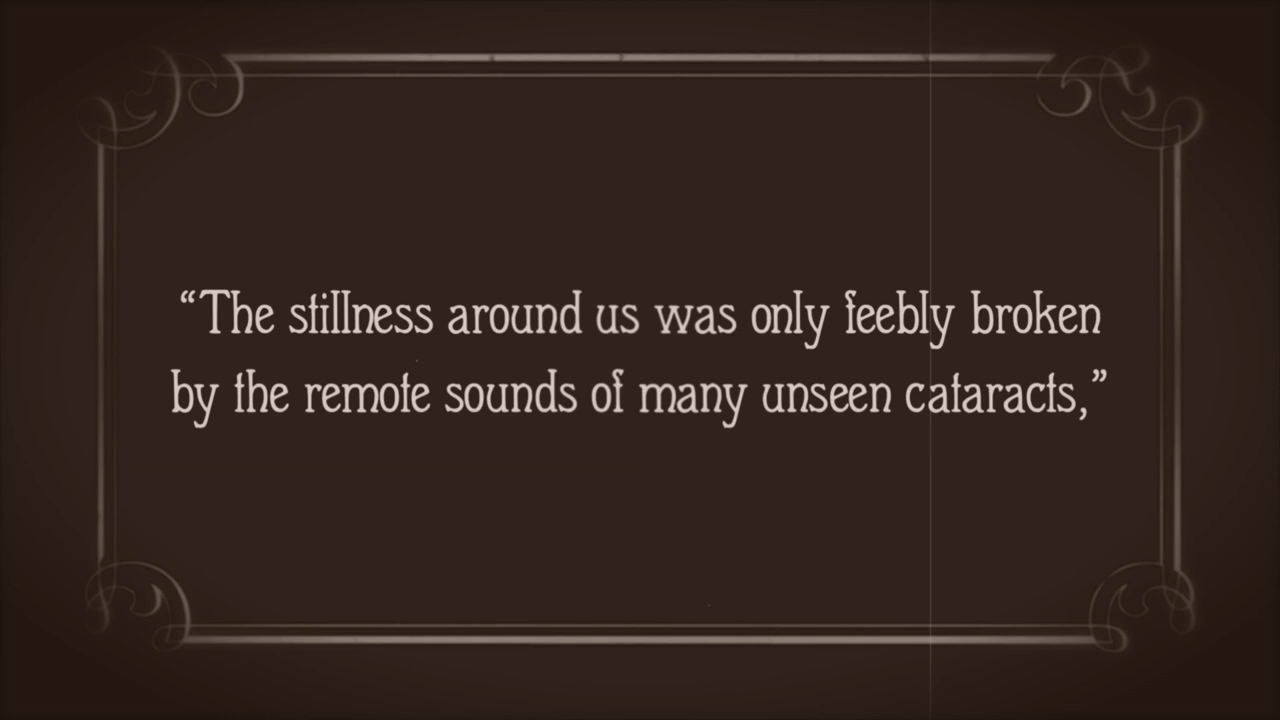 “The stillness around us was only feebly broken
by the remote sounds of many unseen cataracts,”